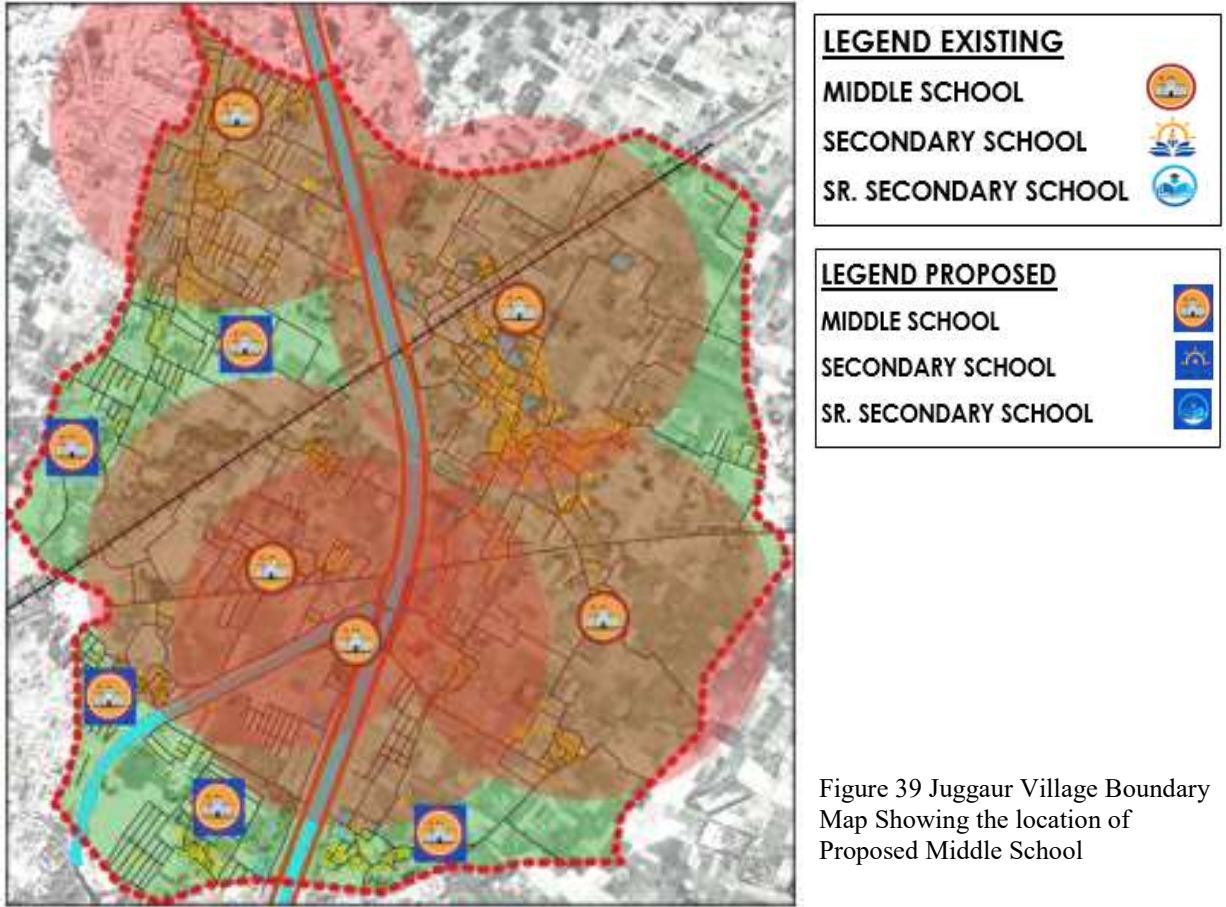 LEGEND EXISTING
MIDDLE SCHOOL
SECONDARY SCHOOL
SR. SECONDARY SCHOOL
LEGEND PROPOSED
MIDDLE SCHOOL
SECONDARY SCHOOL
SR. SECONDARY SCHOOL
Figure 39 Juggaur Village Boundary
Map Showing the location of
Proposed Middle School